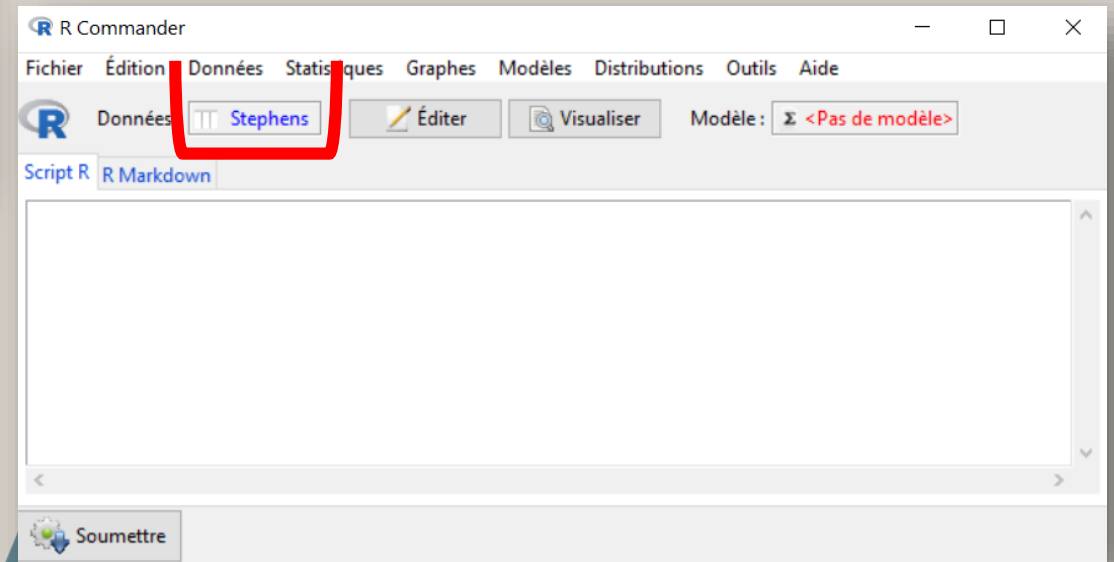 R Commander
Fichier Édition Données Statistiques Graphes Modèles Distributions Outils Aide
R Données Stephens Éditer Visualiser Modèle : Σ <Pas de modèle>
Script R R Markdown
Soumettre